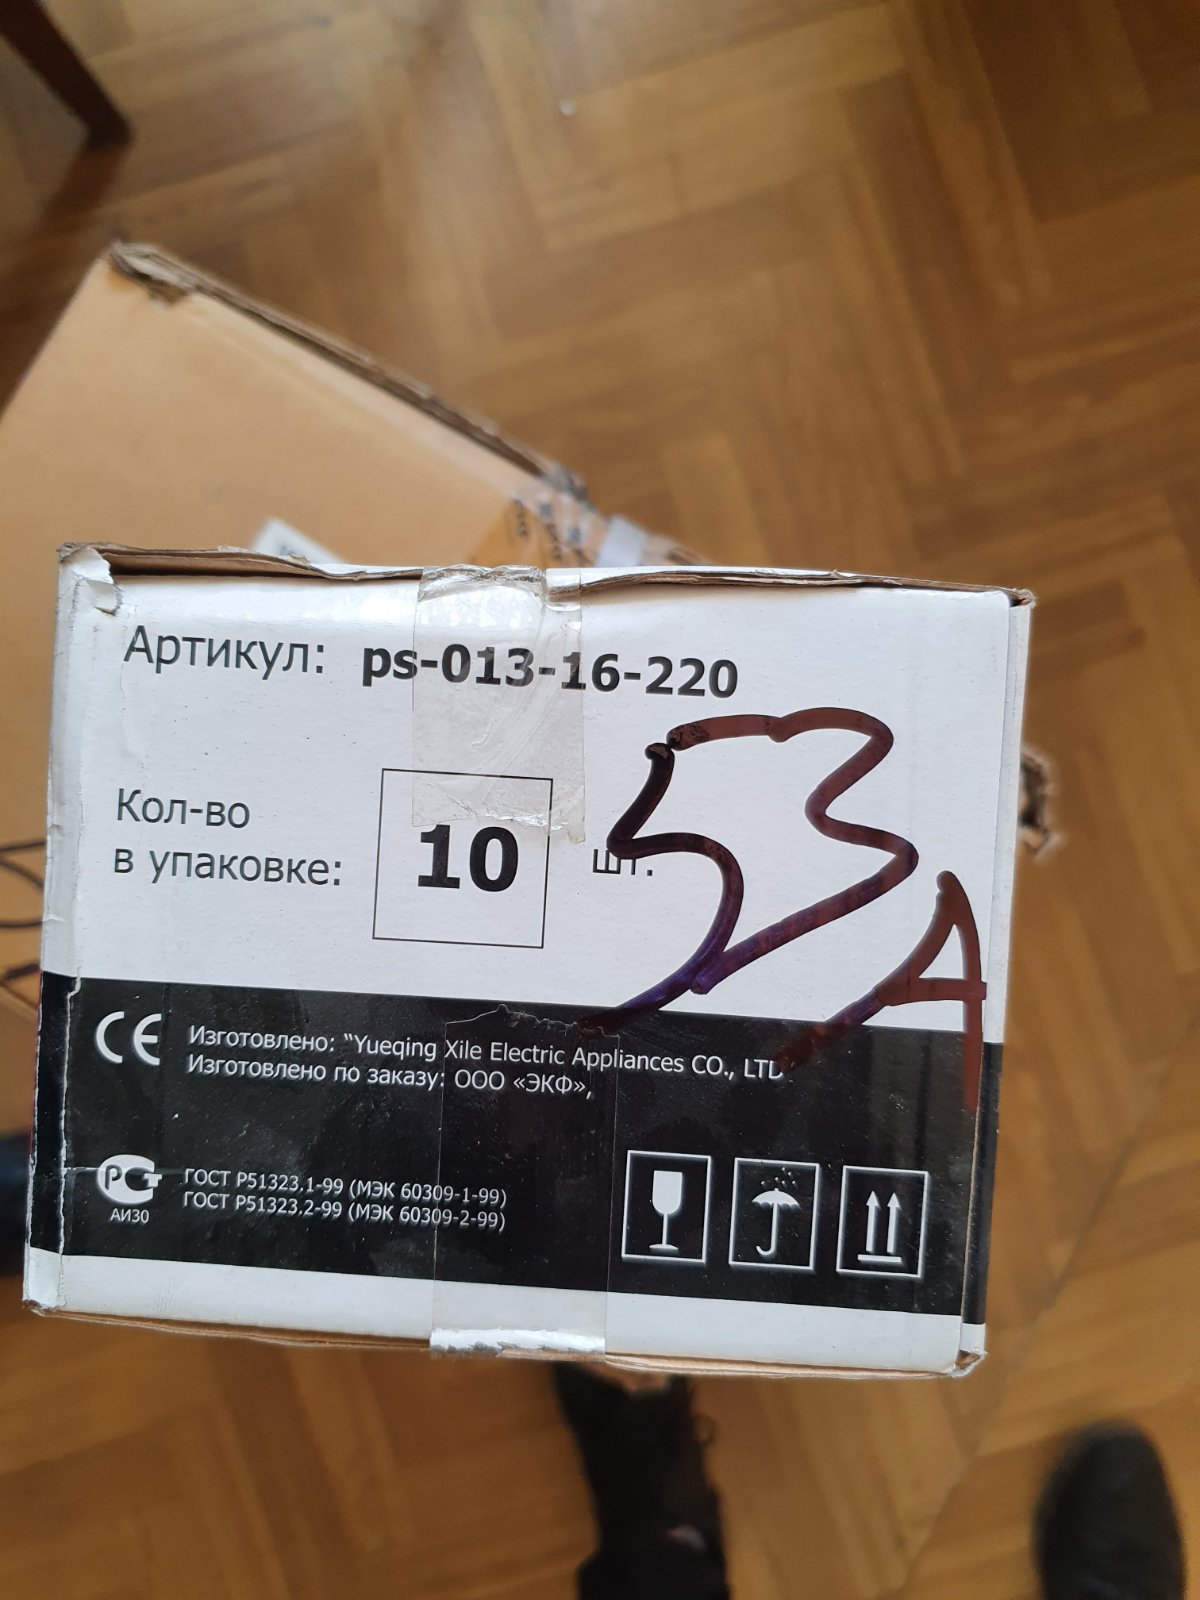 Артикул: ps-013-16-220
Кол-во
в упаковке: 10 шт.
53А
CE Изготовлено: "Yueqing Xile Electric Appliances CO., LTD
Изготовлено по заказу: ООО «ЭКФ»,
РСТ ГОСТ Р51323.1-99 (МЭК 60309-1-99)
АИ30 ГОСТ Р51323.2-99 (МЭК 60309-2-99)